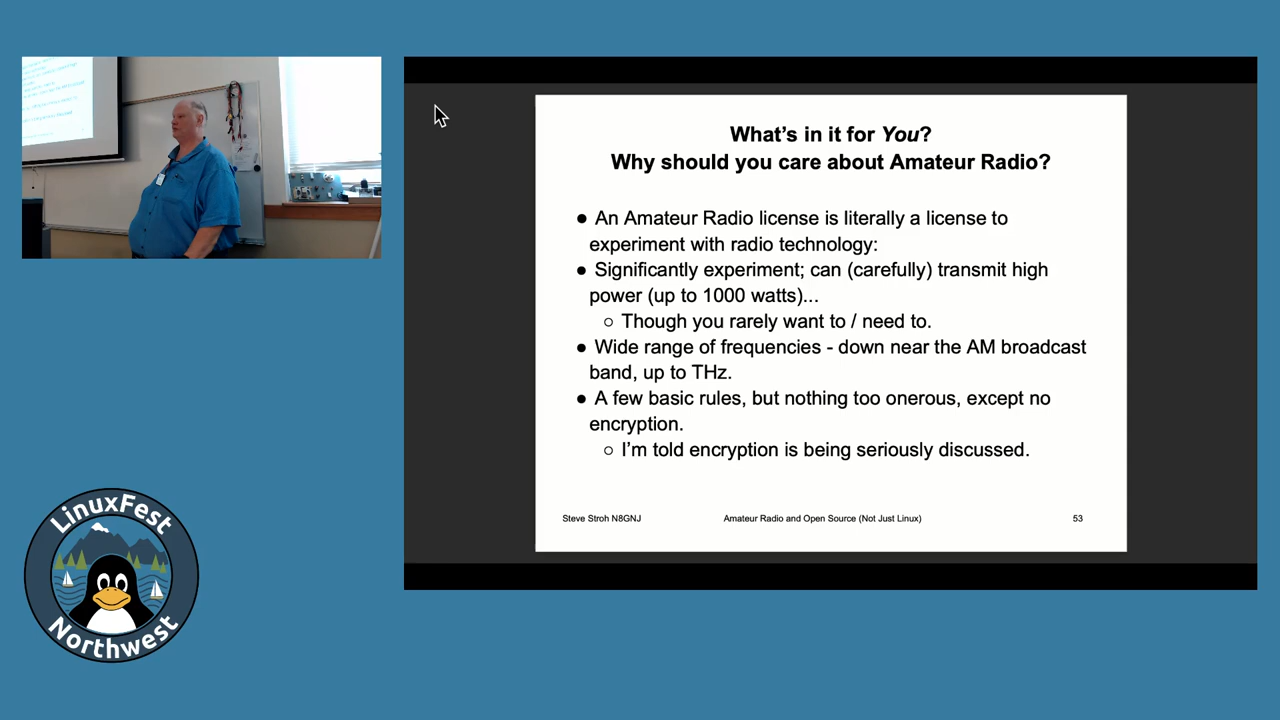 What's in it for You?
Why should you care about Amateur Radio?
● An Amateur Radio license is literally a license to
experiment with radio technology:
● Significantly experiment; can (carefully) transmit high
power (up to 1000 watts)...
○ Though you rarely want to / need to.
● Wide range of frequencies - down near the AM broadcast
band, up to THz.
● A few basic rules, but nothing too onerous, except no
encryption.
○ I'm told encryption is being seriously discussed.
Steve Stroh N8GNJ
Amateur Radio and Open Source (Not Just Linux)
53
LinuxFest
Northwest